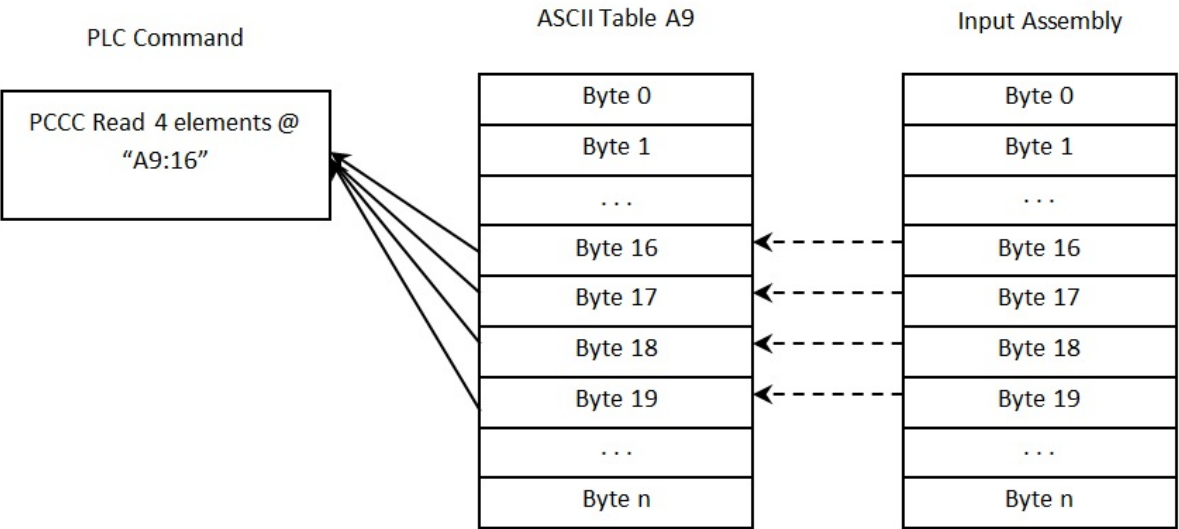 PLC Command
PCCC Read 4 elements @
“A9:16”
ASCII Table A9
Byte 0
Byte 1
. . .
Byte 16
Byte 17
Byte 18
Byte 19
. . .
Byte n
Input Assembly
Byte 0
Byte 1
. . .
Byte 16
Byte 17
Byte 18
Byte 19
. . .
Byte n